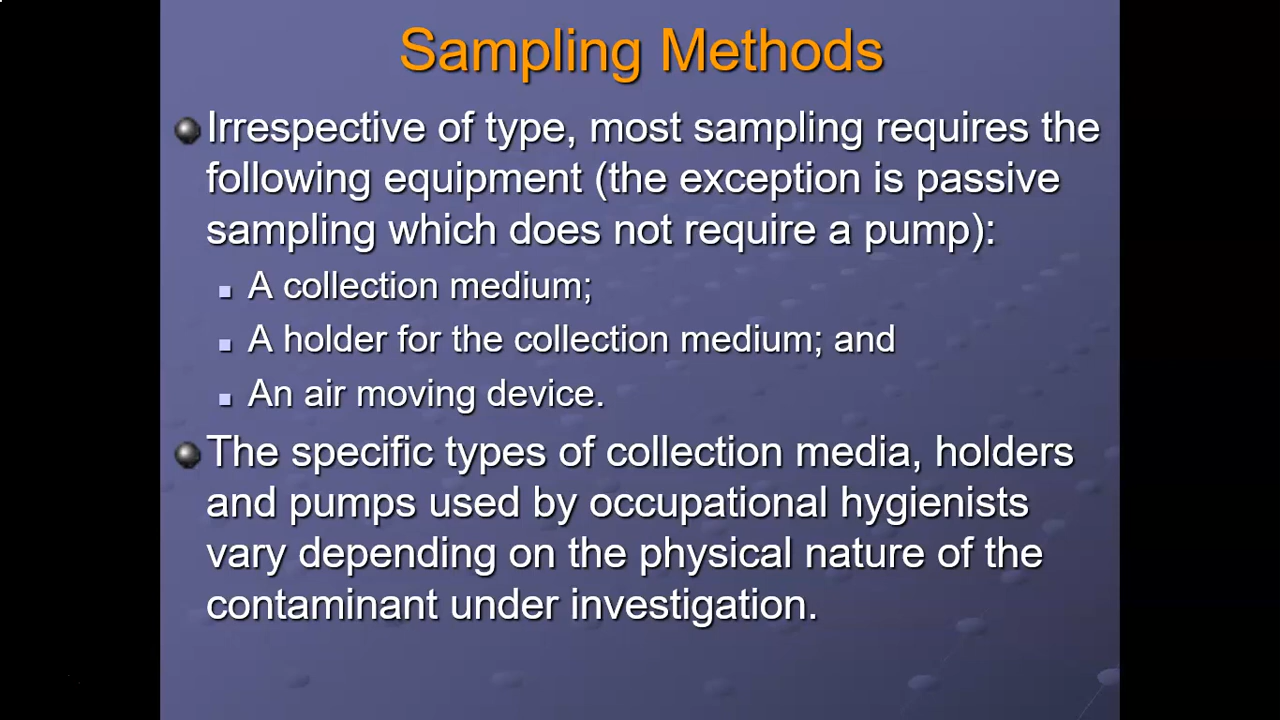 Sampling Methods
Irrespective of type, most sampling requires the
following equipment (the exception is passive
sampling which does not require a pump):
A collection medium;
A holder for the collection medium; and
An air moving device.
The specific types of collection media, holders
and pumps used by occupational hygienists
vary depending on the physical nature of the
contaminant under investigation.